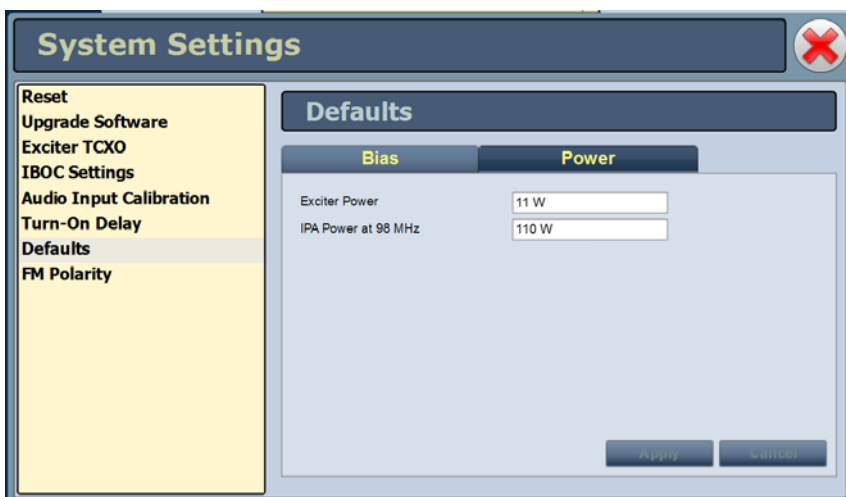 System Settings
Reset
Upgrade Software
Exciter TCXO
IBOC Settings
Audio Input Calibration
Turn-On Delay
Defaults
FM Polarity
Defaults
Bias
Power
Exciter Power
11 W
IPA Power at 98 MHz
110 W
Apply
Cancel